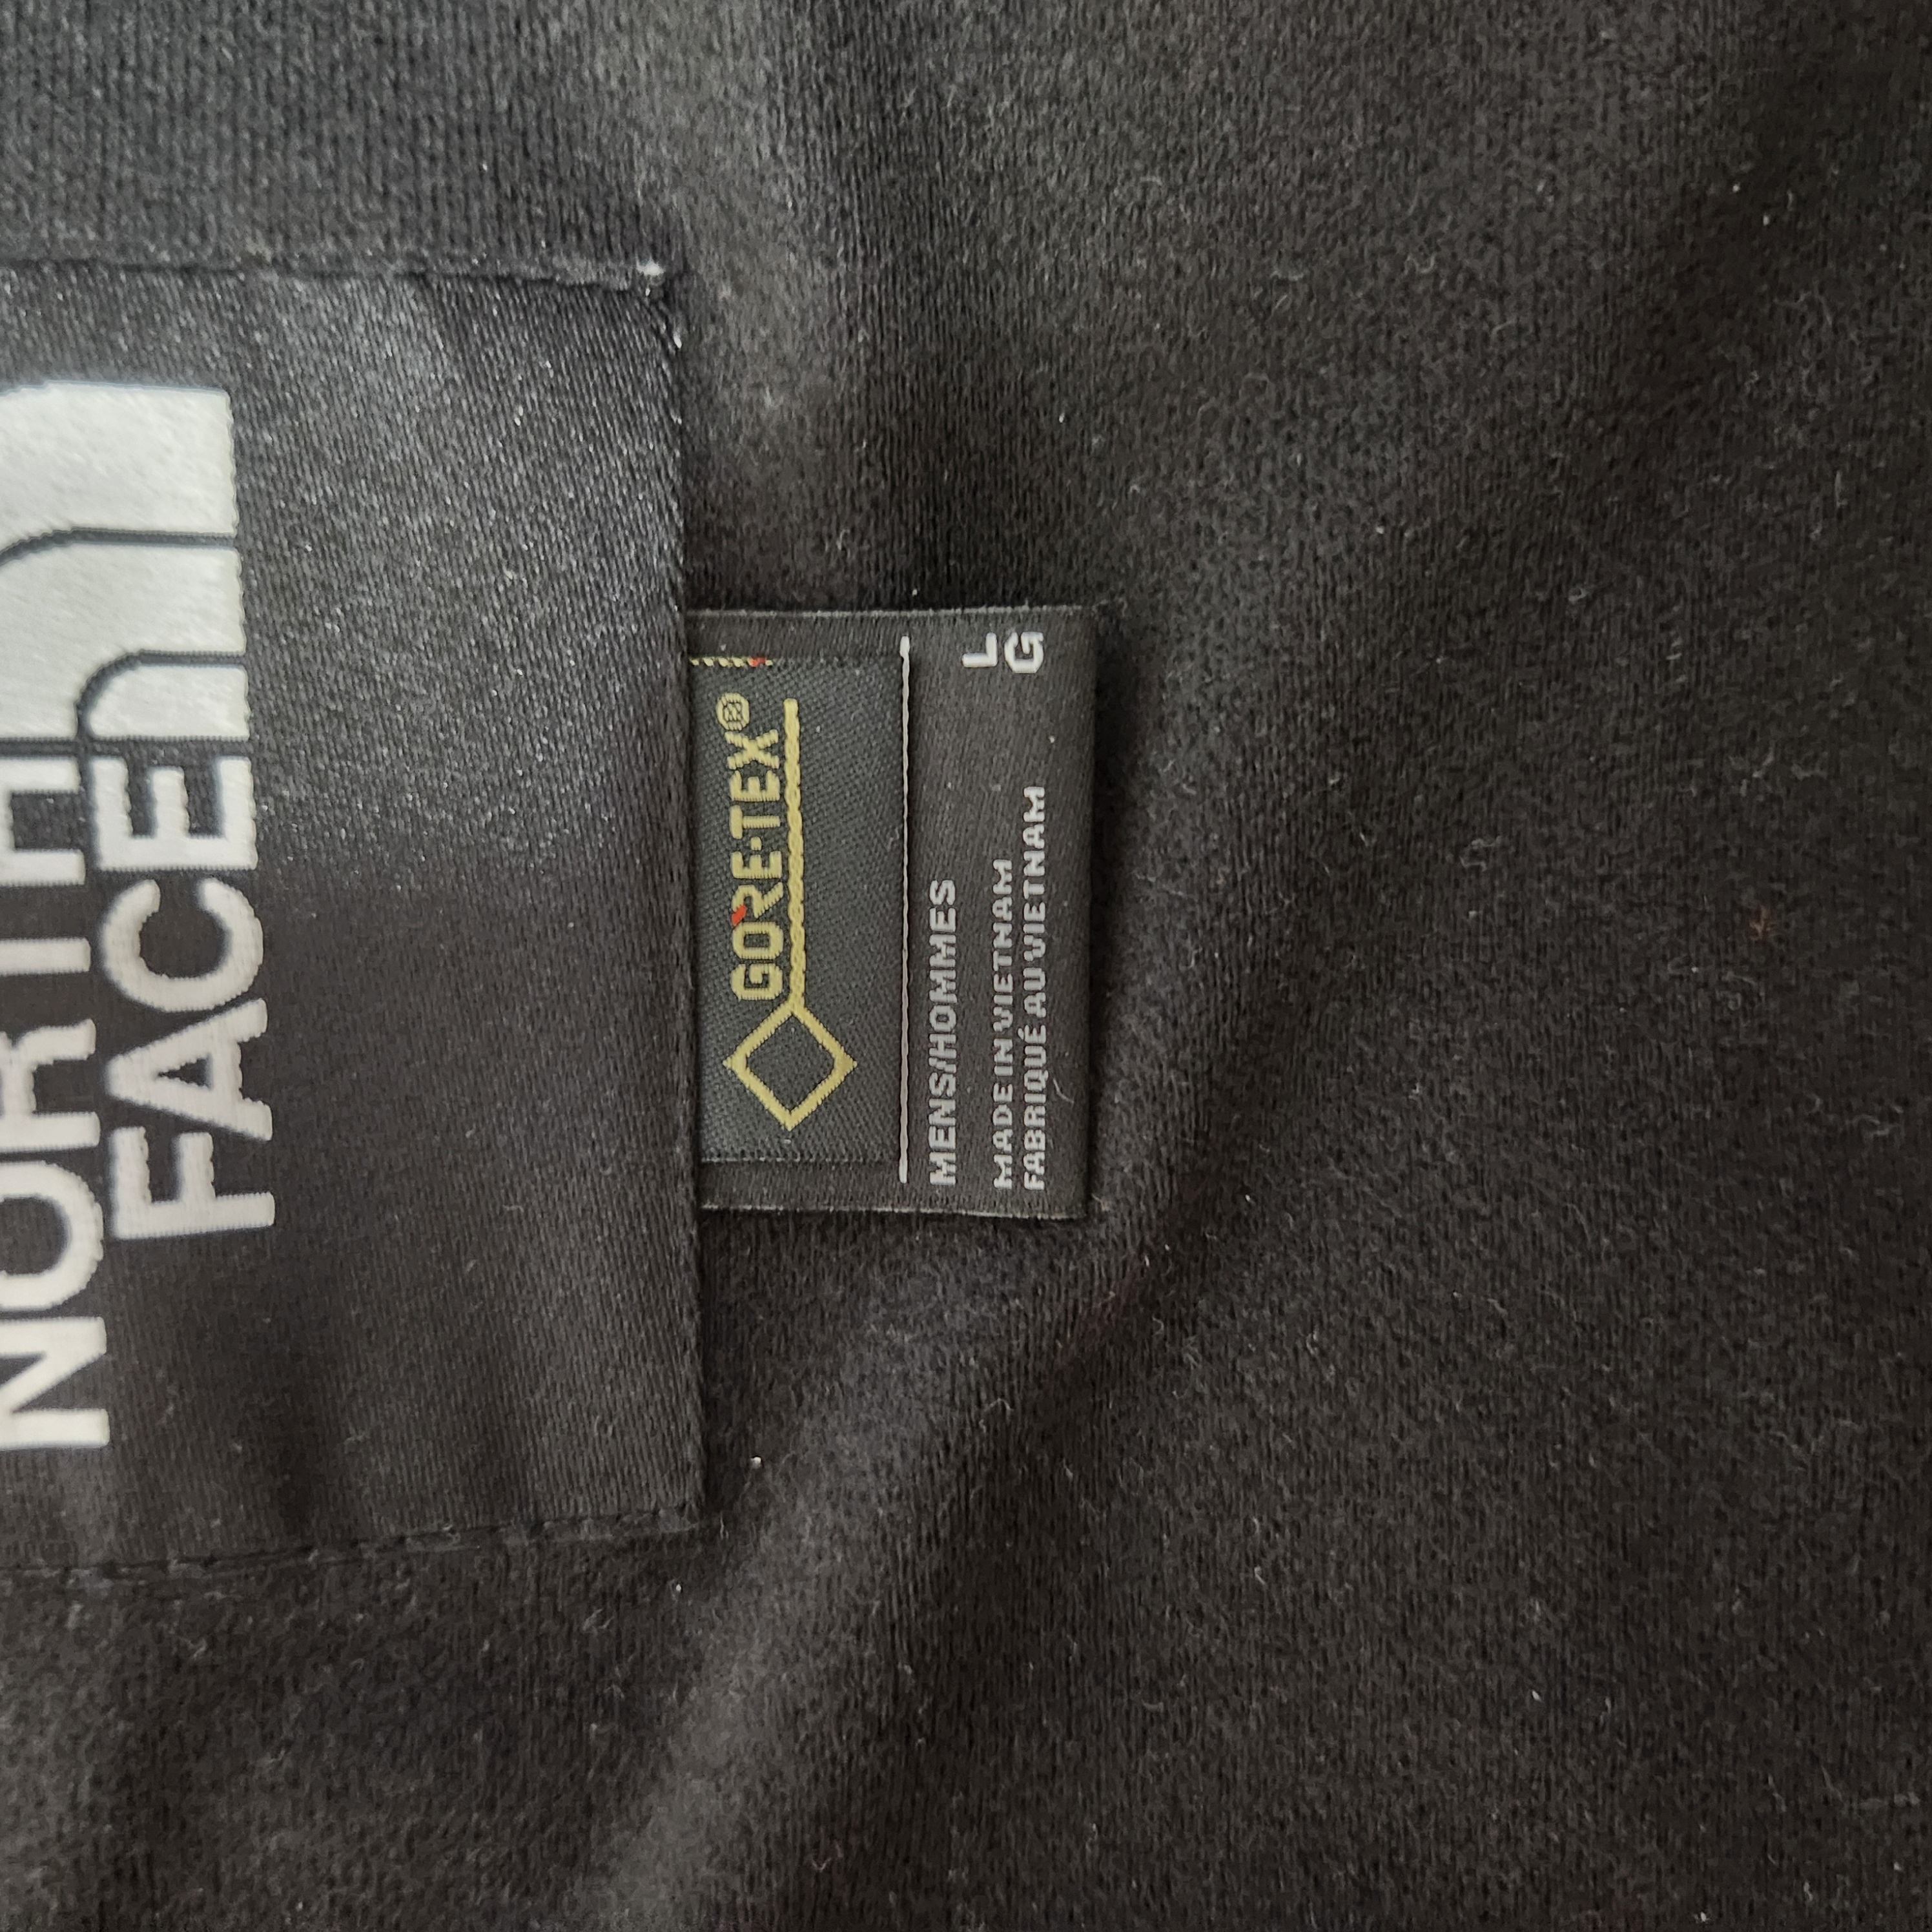 NORTH
FACE
GORE-TEX®
MENS/HOMMES
L
G
MADE IN VIETNAM
FABRIQUÉ AU VIETNAM